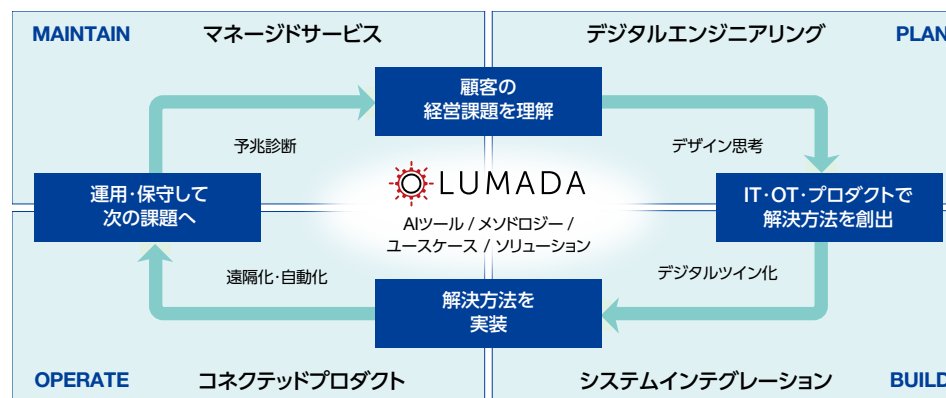 MAINTAIN
マネージドサービス
デジタルエンジニアリング
PLAN
顧客の
経営課題を理解
予兆診断
デザイン思考
運用・保守して
次の課題へ
LUMADA
IT・OT・プロダクトで
解決方法を創出
AIツール / メソドロジー /
ユースケース / ソリューション
遠隔化・自動化
デジタルツイン化
解決方法を
実装
OPERATE
コネクテッドプロダクト
システムインテグレーション
BUILD